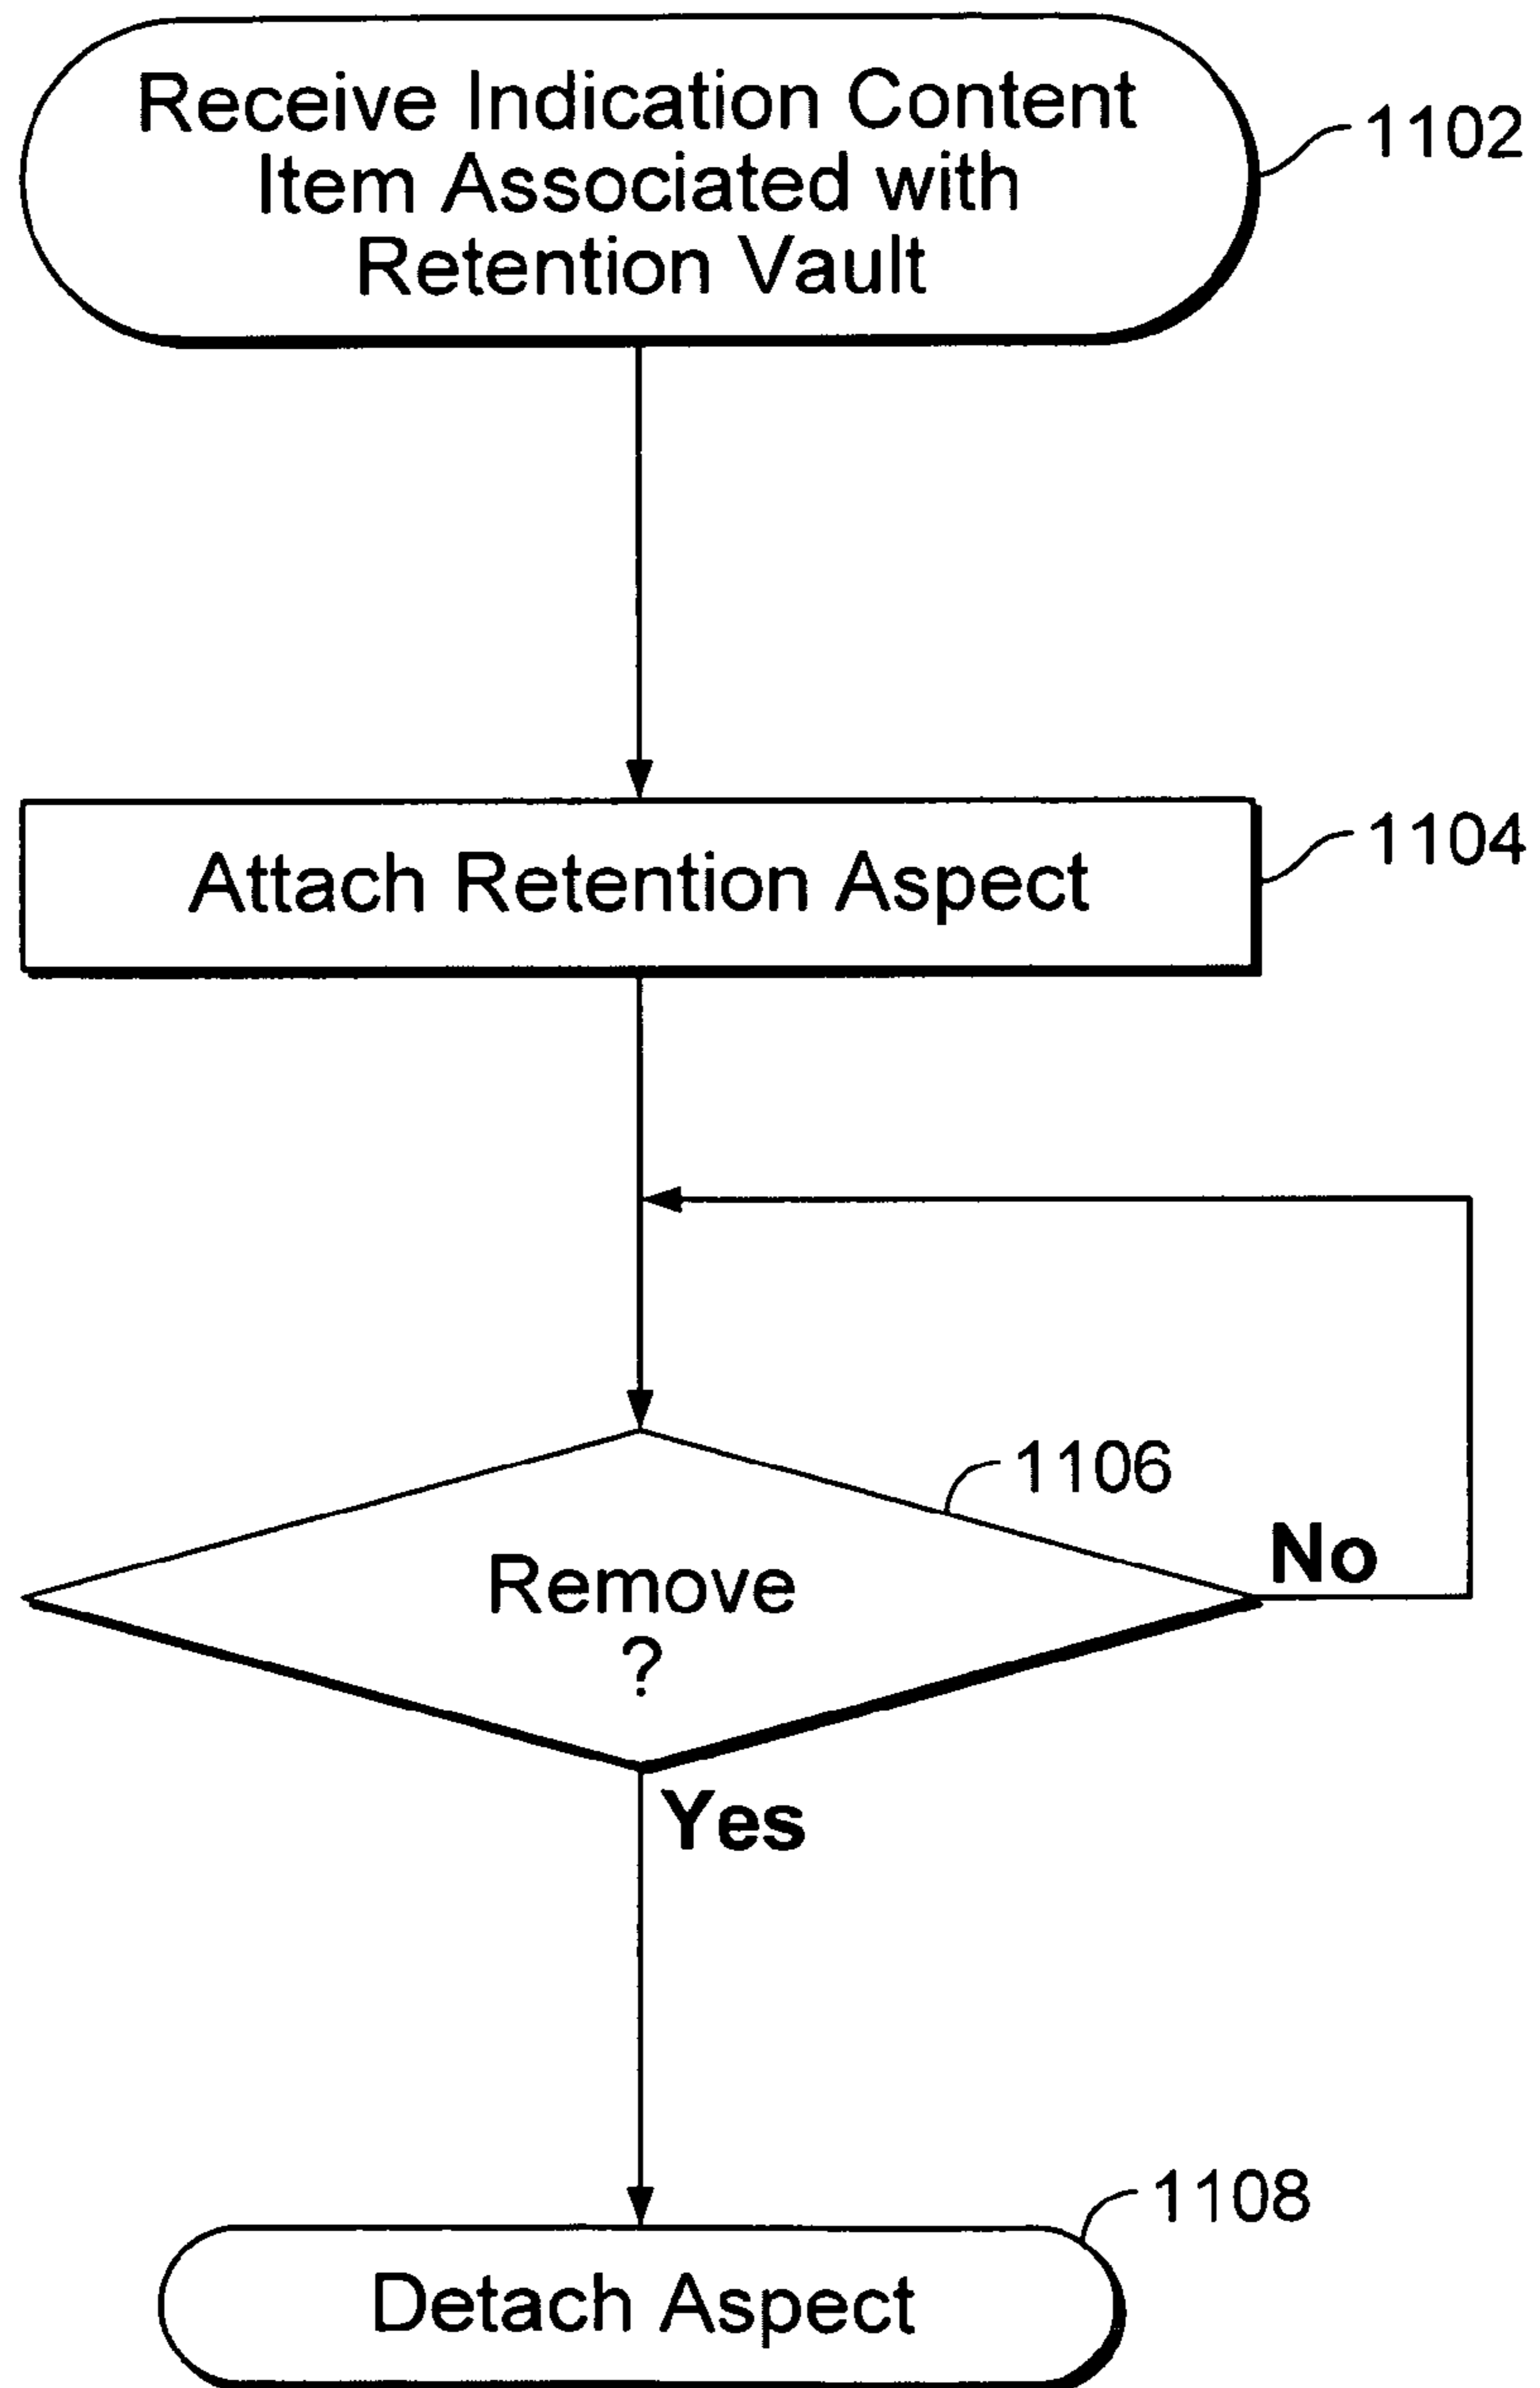 Receive Indication Content
Item Associated with
Retention Vault
1102
Attach Retention Aspect
1104
1106
Remove
?
No
Yes
1108
Detach Aspect